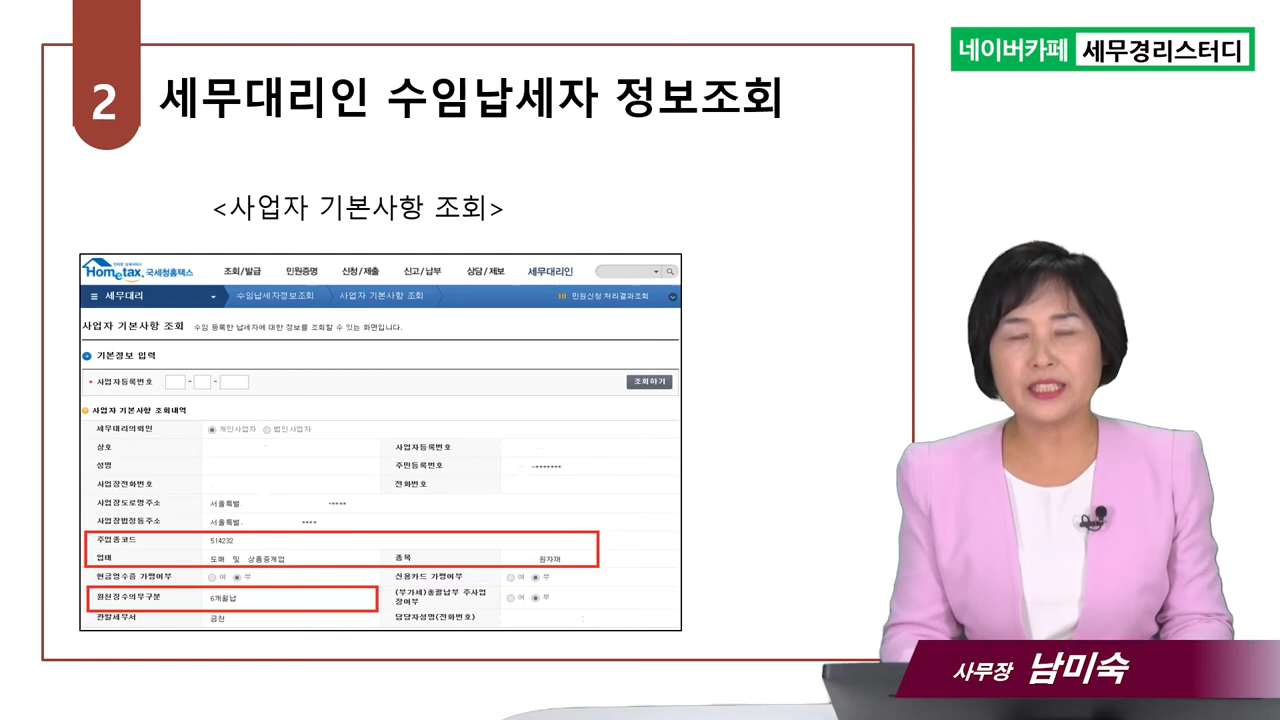 네이버카페 세무경리스터디
2 세무대리인 수임납세자 정보조회
<사업자 기본사항 조회>
Hometax. 국세청홈택스 조회/발급 민원증명 신청/제출 신고/납부 상담/제보 세무대리인
세무대리 수임납세자정보조회 사업자 기본사항 조회 10 민원신청 처리결과조회
사업자 기본사항 조회 수임 등록한 납세자에 대한 정보를 조회할 수 있는 화면입니다.
기본정보 입력
• 사업자등록번호 - - 조회하기
사업자 기본사항 조회내역
세무대리의뢰인 개인사업자 법인사업자
상호 사업자등록번호
성명 주민등록번호 -*******
사업장전화번호 전화번호
사업장도로명주소 서울특별. *****
사업장법정동주소 서울특별. ****
주업종코드 514232
업태 도매 및 상품중개업 종목 원자재
현금영수증 가맹여부 여 부 신용카드 가맹여부 여 부
원천징수의무구분 6개월납 (부가세)총괄납부 주사업
장여부 여 부
관할세무서 금천 담당자성명(전화번호)
사무장 남미숙